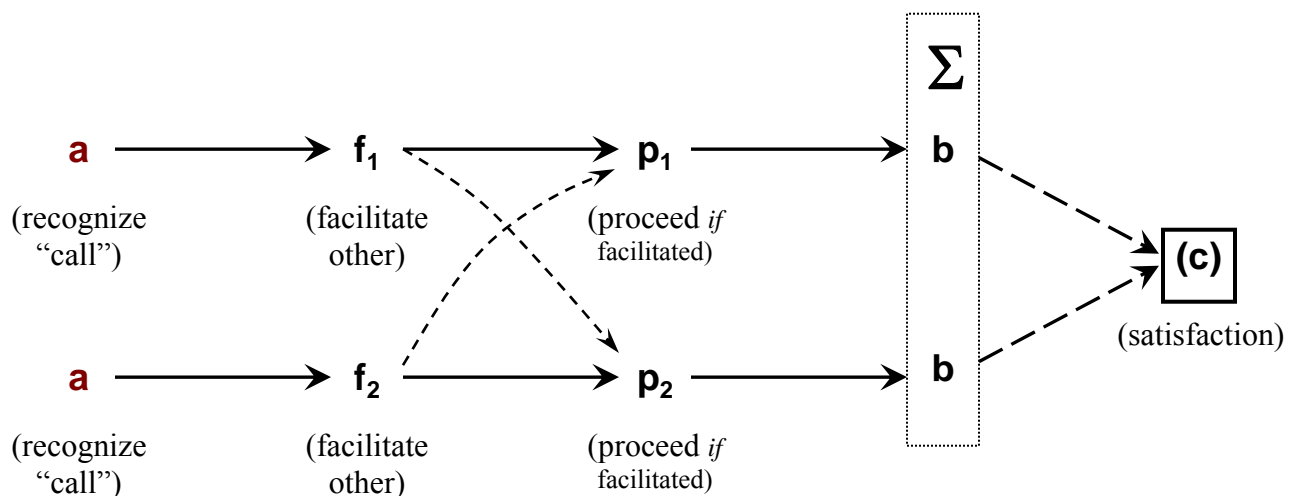 Σ
a f₁ p₁ b
(recognize (facilitate (proceed if
“call”) other) facilitated)
(c)
(satisfaction)
a f₂ p₂ b
(recognize (facilitate (proceed if
“call”) other) facilitated)